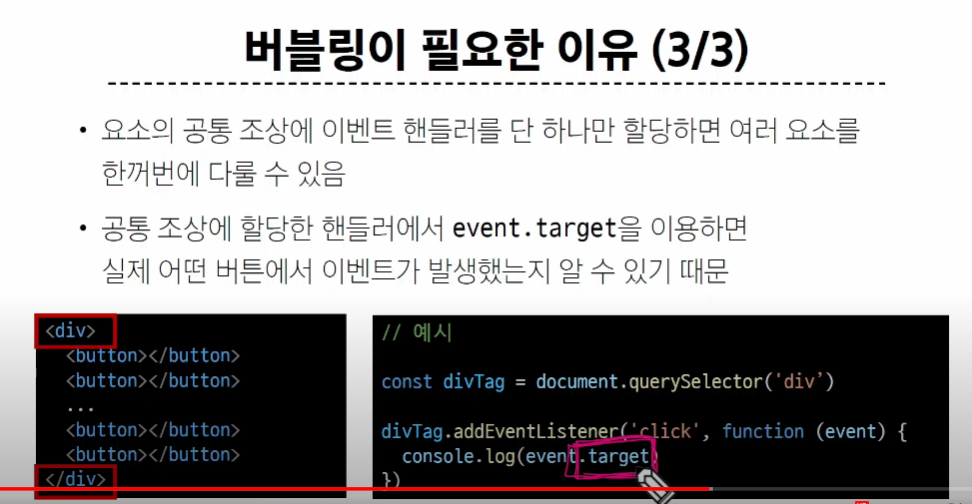 버블링이 필요한 이유 (3/3)
• 요소의 공통 조상에 이벤트 핸들러를 단 하나만 할당하면 여러 요소를
한꺼번에 다룰 수 있음
• 공통 조상에 할당한 핸들러에서 event.target을 이용하면
실제 어떤 버튼에서 이벤트가 발생했는지 알 수 있기 때문
<div>
<button></button>
<button></button>
...
<button></button>
<button></button>
</div>
// 예시
const divTag = document.querySelector('div’)
divTag.addEventListener('click', function (event) {
console.log(event.target)
})